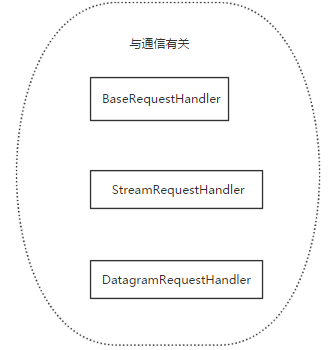 与通信有关
BaseRequestHandler
StreamRequestHandler
DatagramRequestHandler